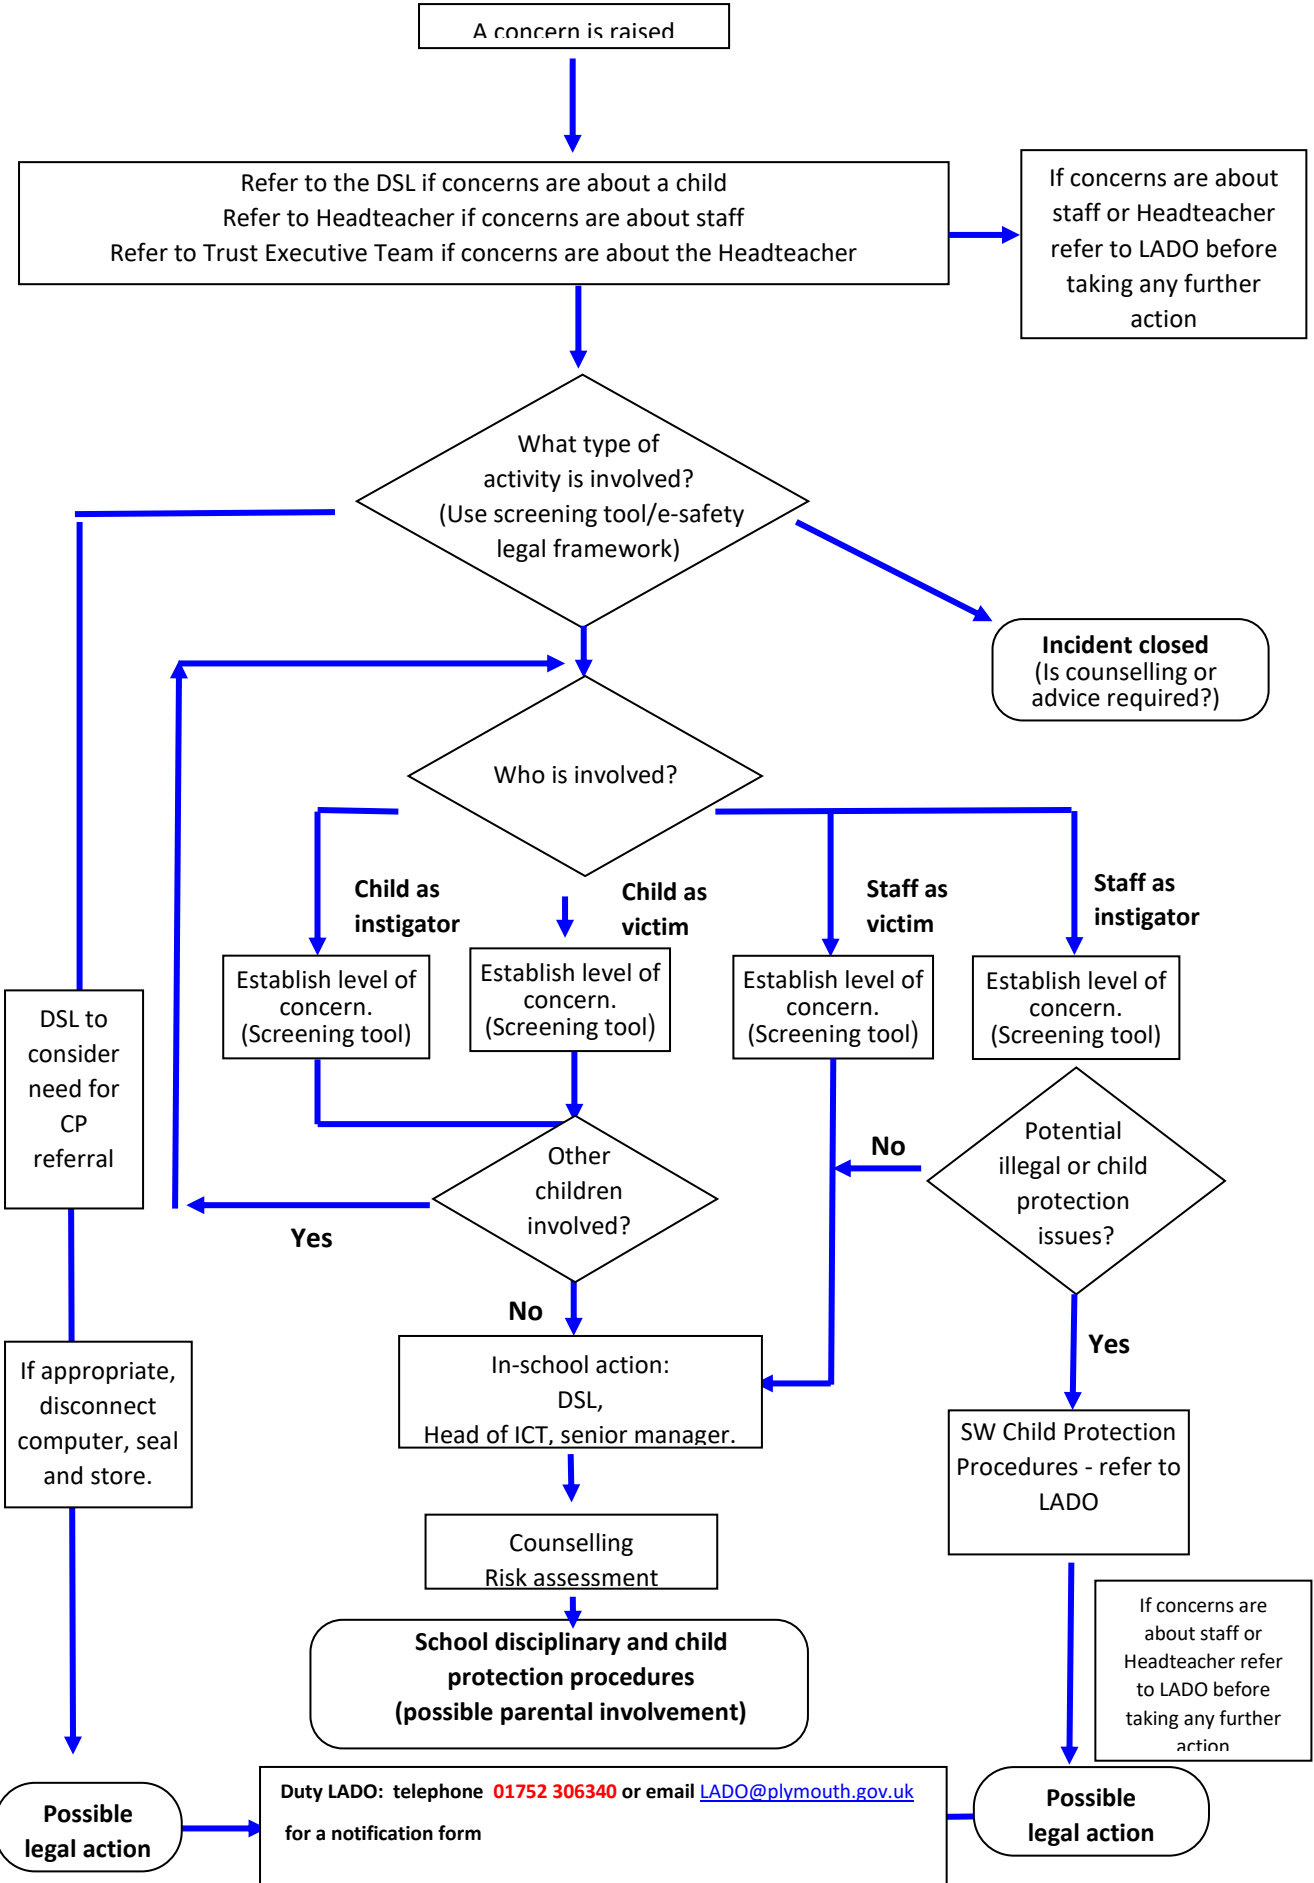 A concern is raised
Refer to the DSL if concerns are about a child
Refer to Headteacher if concerns are about staff
Refer to Trust Executive Team if concerns are about the Headteacher
If concerns are about
staff or Headteacher
refer to LADO before
taking any further
action
What type of
activity is involved?
(Use screening tool/e-safety
legal framework)
Incident closed
(Is counselling or
advice required?)
Who is involved?
Child as
instigator
Child as
victim
Staff as
victim
Staff as
instigator
Establish level of
concern.
(Screening tool)
Establish level of
concern.
(Screening tool)
Establish level of
concern.
(Screening tool)
Establish level of
concern.
(Screening tool)
DSL to
consider
need for
CP
referral
Other
children
involved?
Yes
No
Potential
illegal or child
protection
issues?
No
Yes
If appropriate,
disconnect
computer, seal
and store.
In-school action:
DSL,
Head of ICT, senior manager.
SW Child Protection
Procedures - refer to
LADO
Counselling
Risk assessment
School disciplinary and child
protection procedures
(possible parental involvement)
If concerns are
about staff or
Headteacher refer
to LADO before
taking any further
action
Possible
legal action
Duty LADO: telephone 01752 306340 or email LADO@plymouth.gov.uk
for a notification form
Possible
legal action